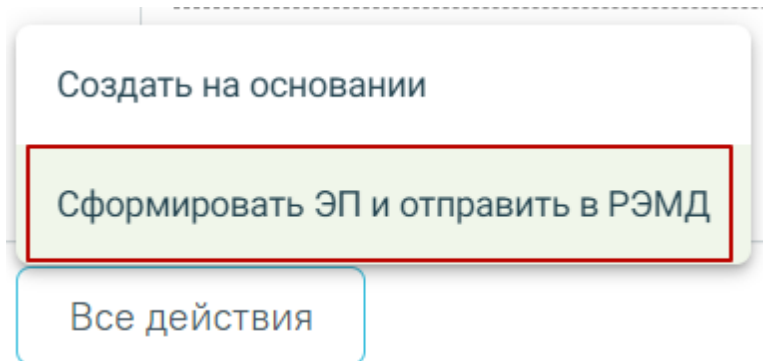 Создать на основании
Сформировать ЭП и отправить в РЭМД
Все действия